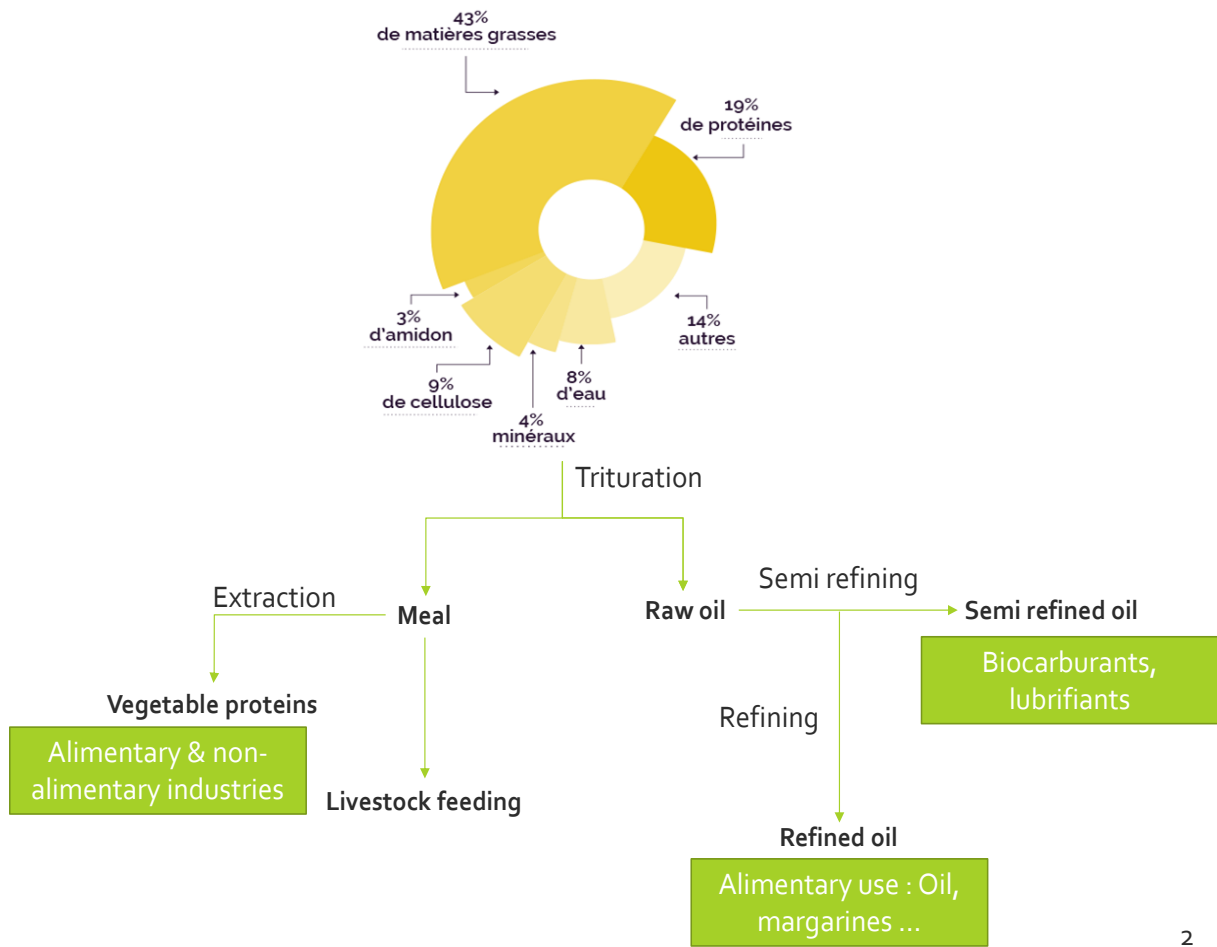 43%
de matières grasses
19%
de protéines
3%
d'amidon
14%
autres
9%
de cellulose
8%
d'eau
4%
minéraux
Trituration
Extraction
Meal
Raw oil
Semi refining
Semi refined oil
Biocarburants,
lubrifiants
Vegetable proteins
Alimentary & non-
alimentary industries
Livestock feeding
Refining
Refined oil
Alimentary use : Oil,
margarines ...
2